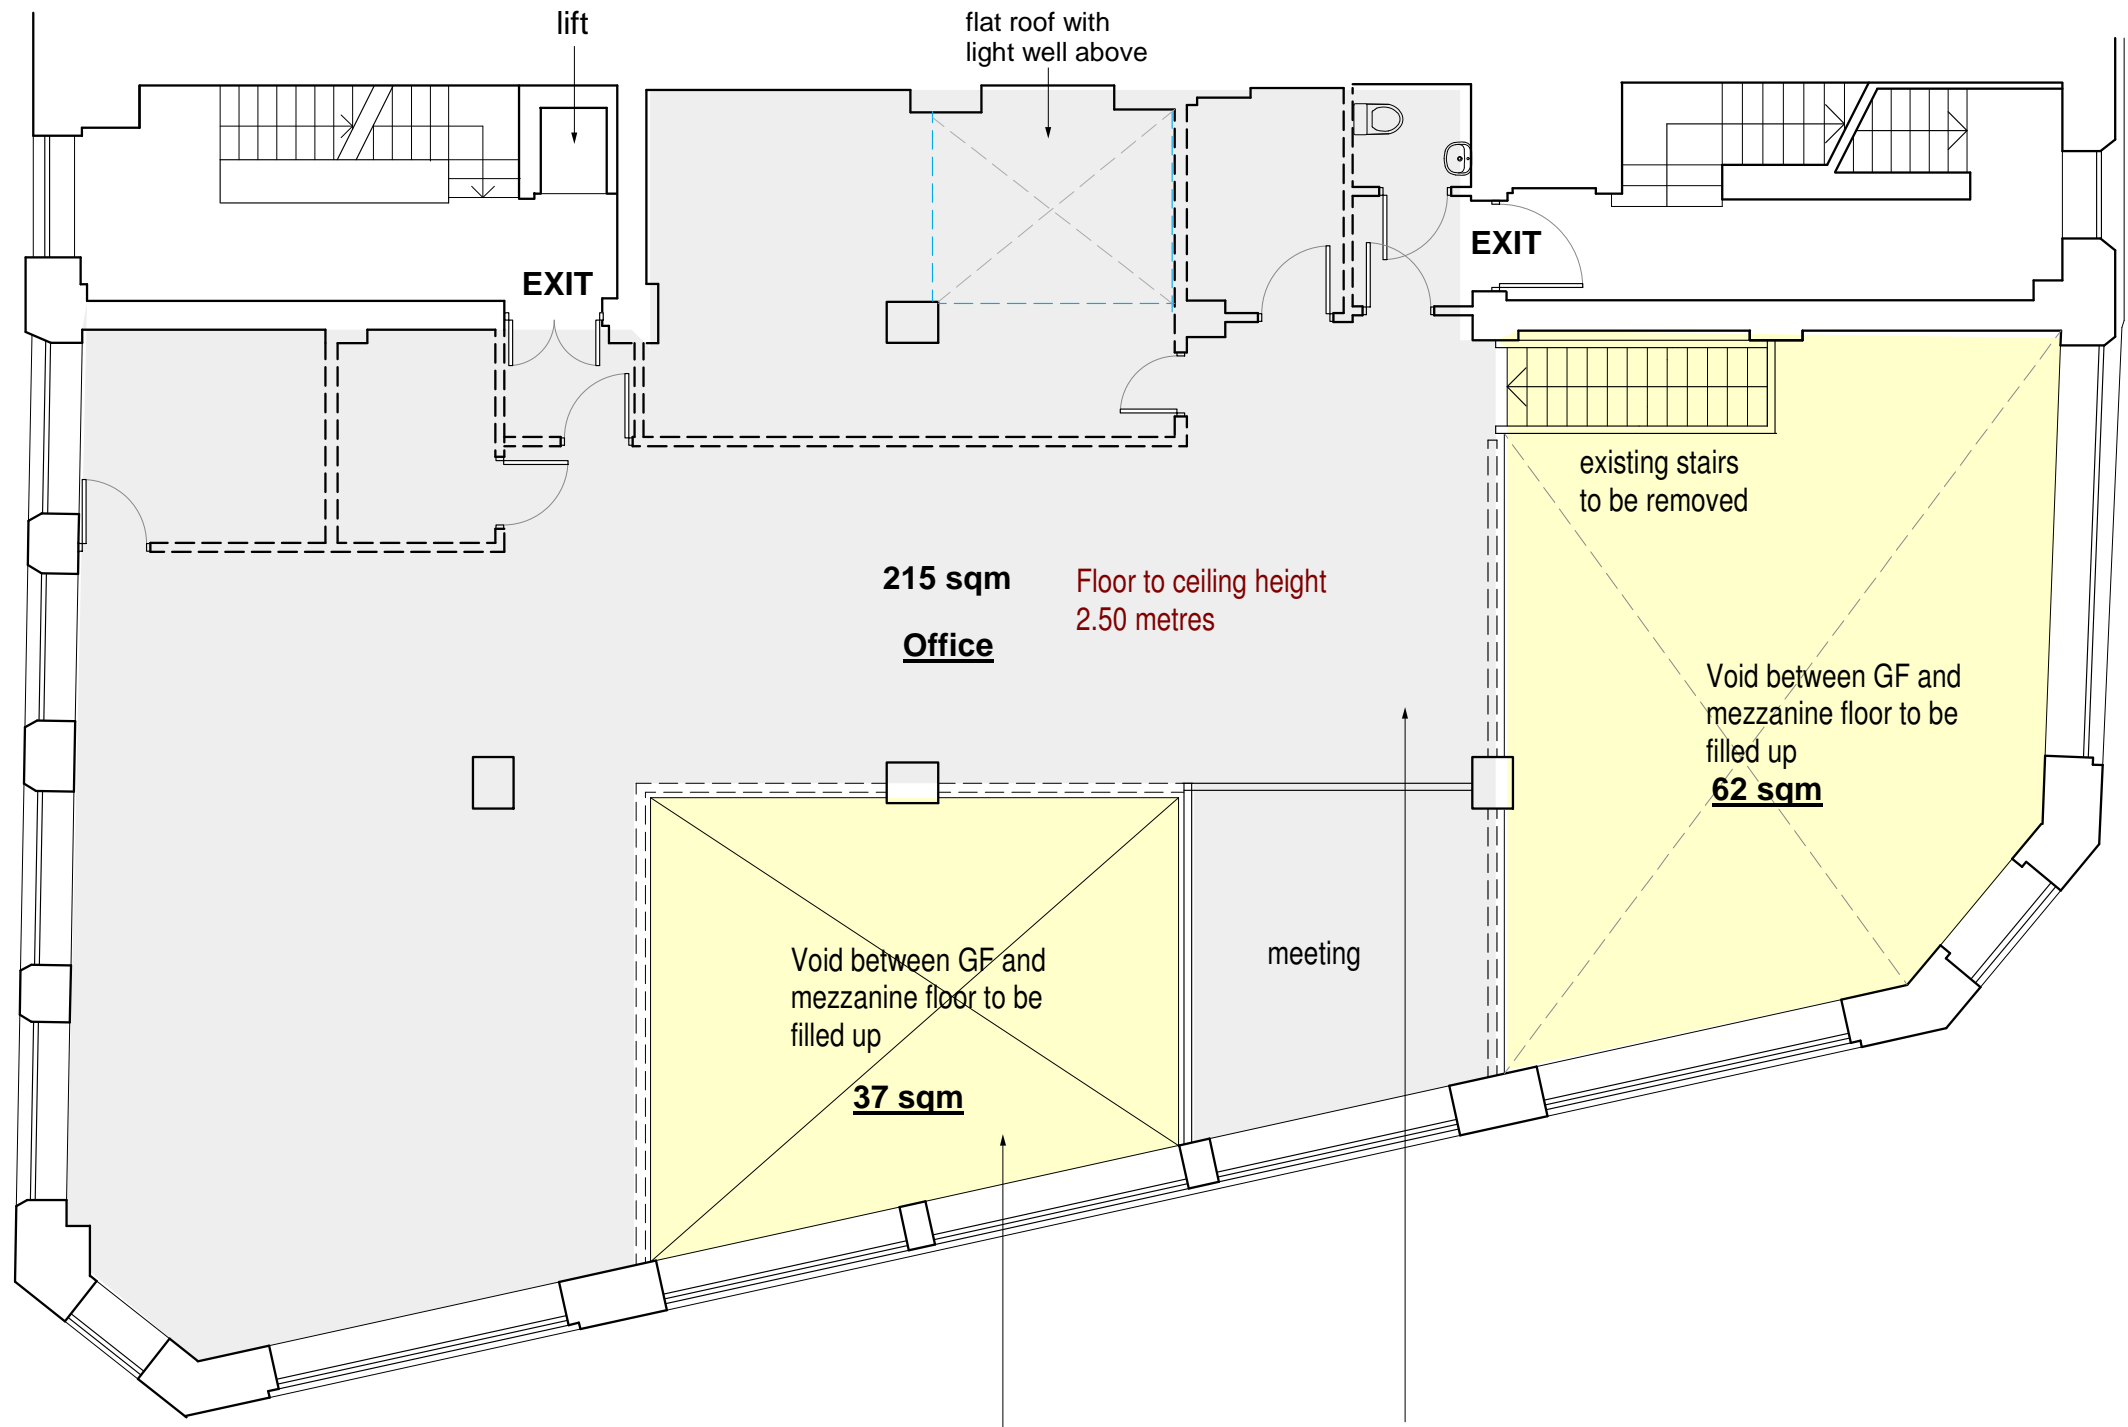 lift
flat roof with
light well above
EXIT
EXIT
existing stairs
to be removed
215 sqm
Office
Floor to ceiling height
2.50 metres
Void between GF and
mezzanine floor to be
filled up
62 sqm
Void between GF and
mezzanine floor to be
filled up
37 sqm
meeting